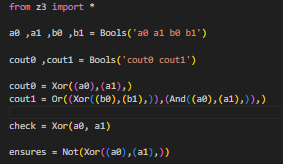 from z3 import *
a0 ,a1 ,b0 ,b1 = Bools('a0 a1 b0 b1')
cout0 ,cout1 = Bools('cout0 cout1')
cout0 = Xor((a0),(a1),)
cout1 = Or((Xor((b0),(b1),)),(And((a0),(a1),)),)
check = Xor(a0, a1)
ensures = Not(Xor((a0),(a1),))